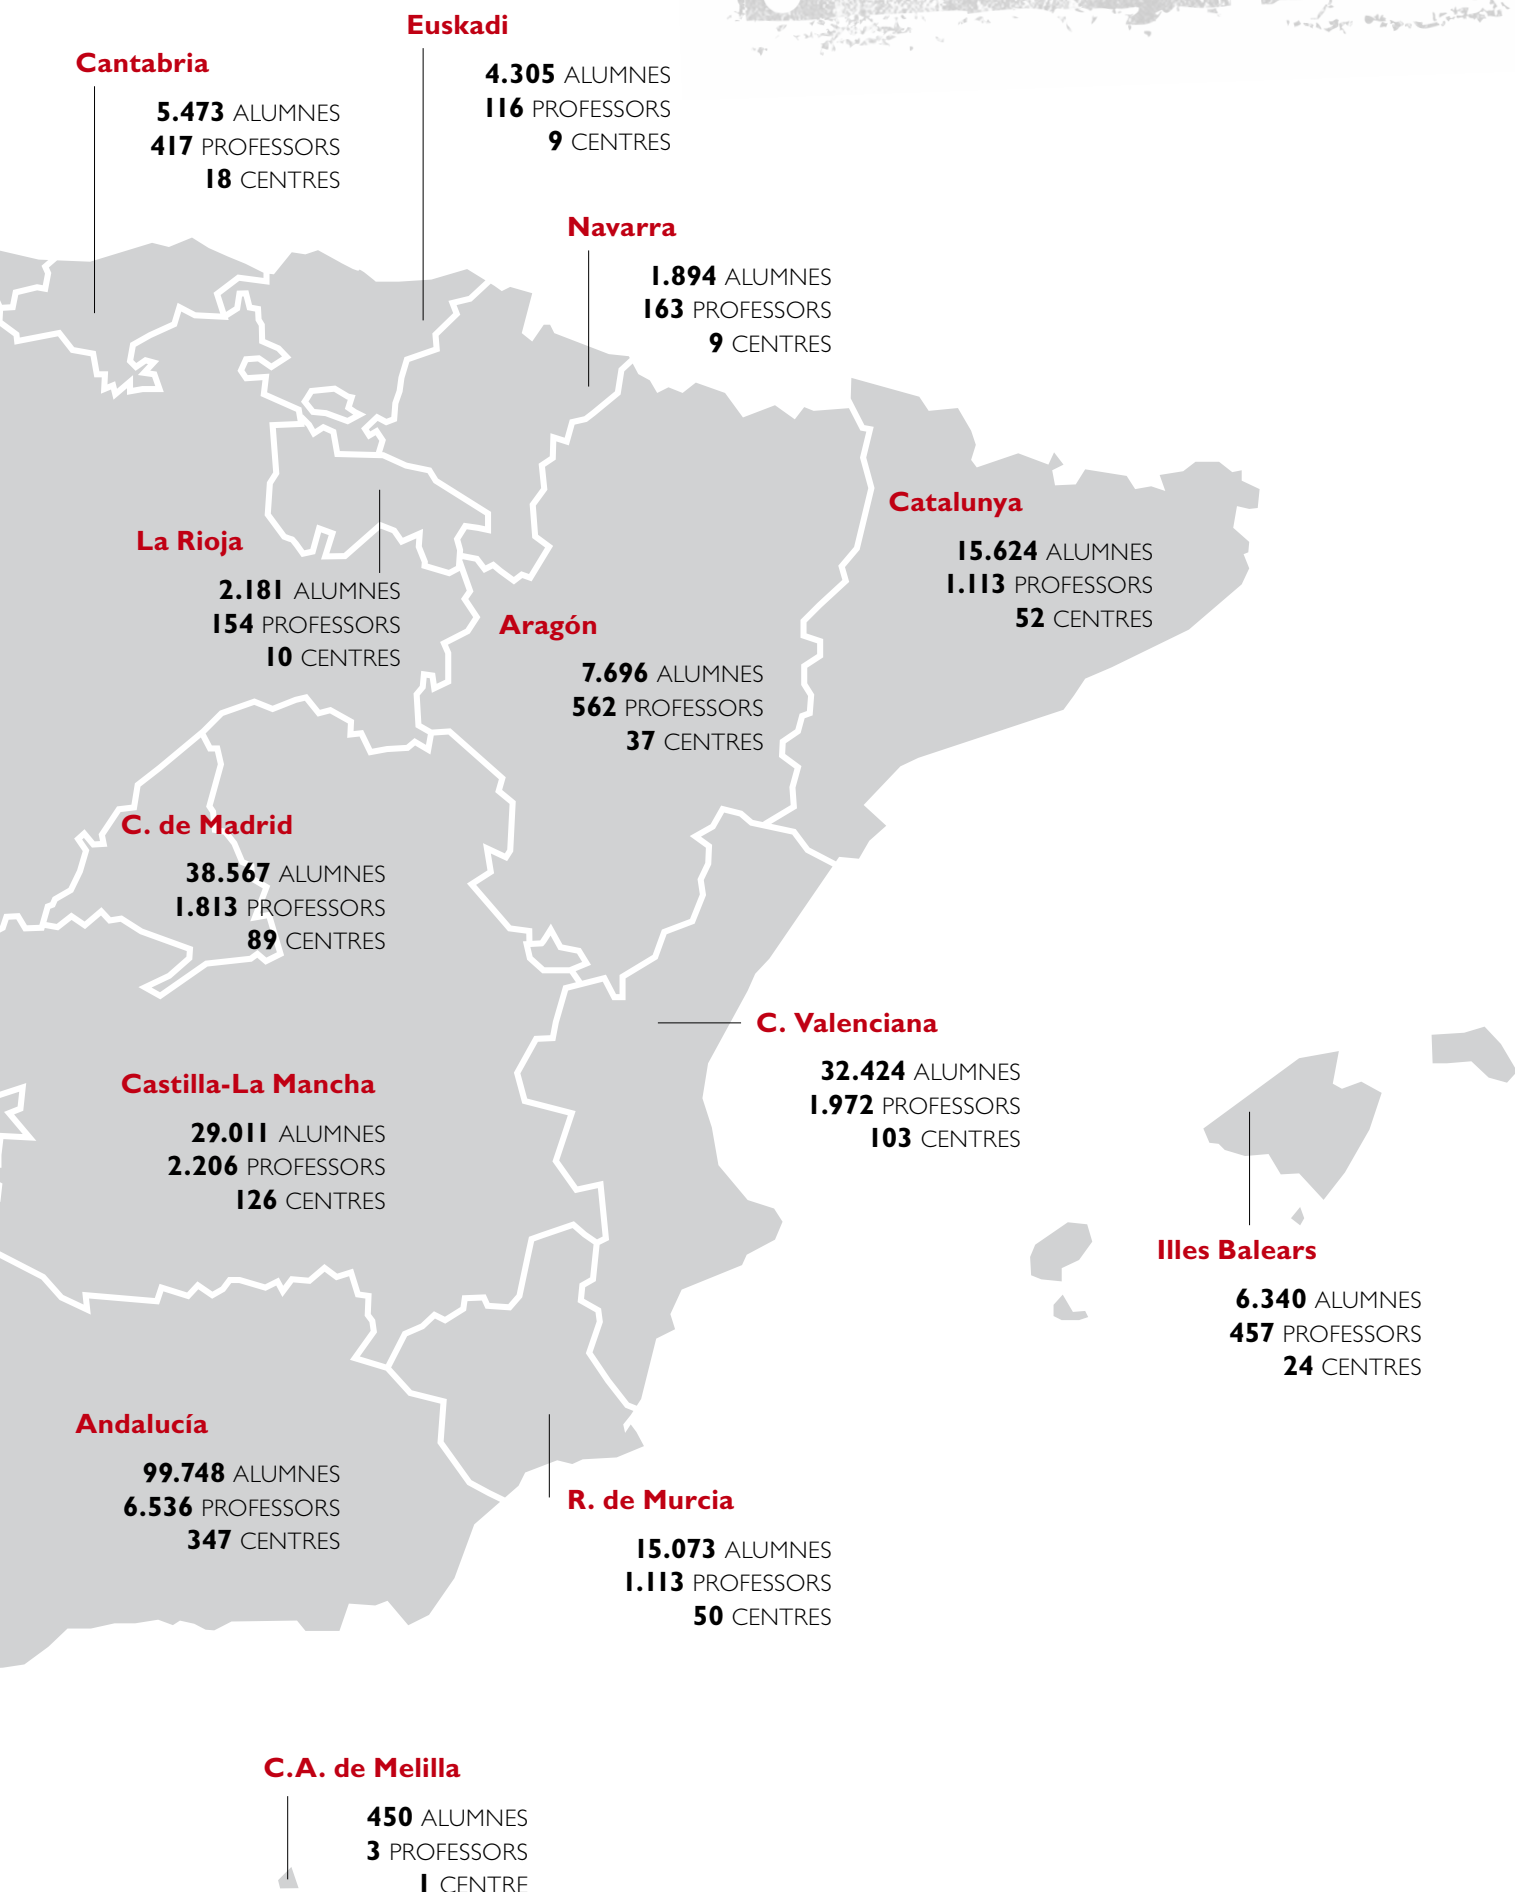 Euskadi
4.305 ALUMNES
116 PROFESSORS
9 CENTRES
Cantabria
5.473 ALUMNES
417 PROFESSORS
18 CENTRES
Navarra
1.894 ALUMNES
163 PROFESSORS
9 CENTRES
Catalunya
15.624 ALUMNES
1.113 PROFESSORS
52 CENTRES
La Rioja
2.181 ALUMNES
154 PROFESSORS
10 CENTRES
Aragón
7.696 ALUMNES
562 PROFESSORS
37 CENTRES
C. de Madrid
38.567 ALUMNES
1.813 PROFESSORS
89 CENTRES
C. Valenciana
32.424 ALUMNES
1.972 PROFESSORS
103 CENTRES
Castilla-La Mancha
29.011 ALUMNES
2.206 PROFESSORS
126 CENTRES
Illes Balears
6.340 ALUMNES
457 PROFESSORS
24 CENTRES
Andalucía
99.748 ALUMNES
6.536 PROFESSORS
347 CENTRES
R. de Murcia
15.073 ALUMNES
1.113 PROFESSORS
50 CENTRES
C.A. de Melilla
450 ALUMNES
3 PROFESSORS
1 CENTRE